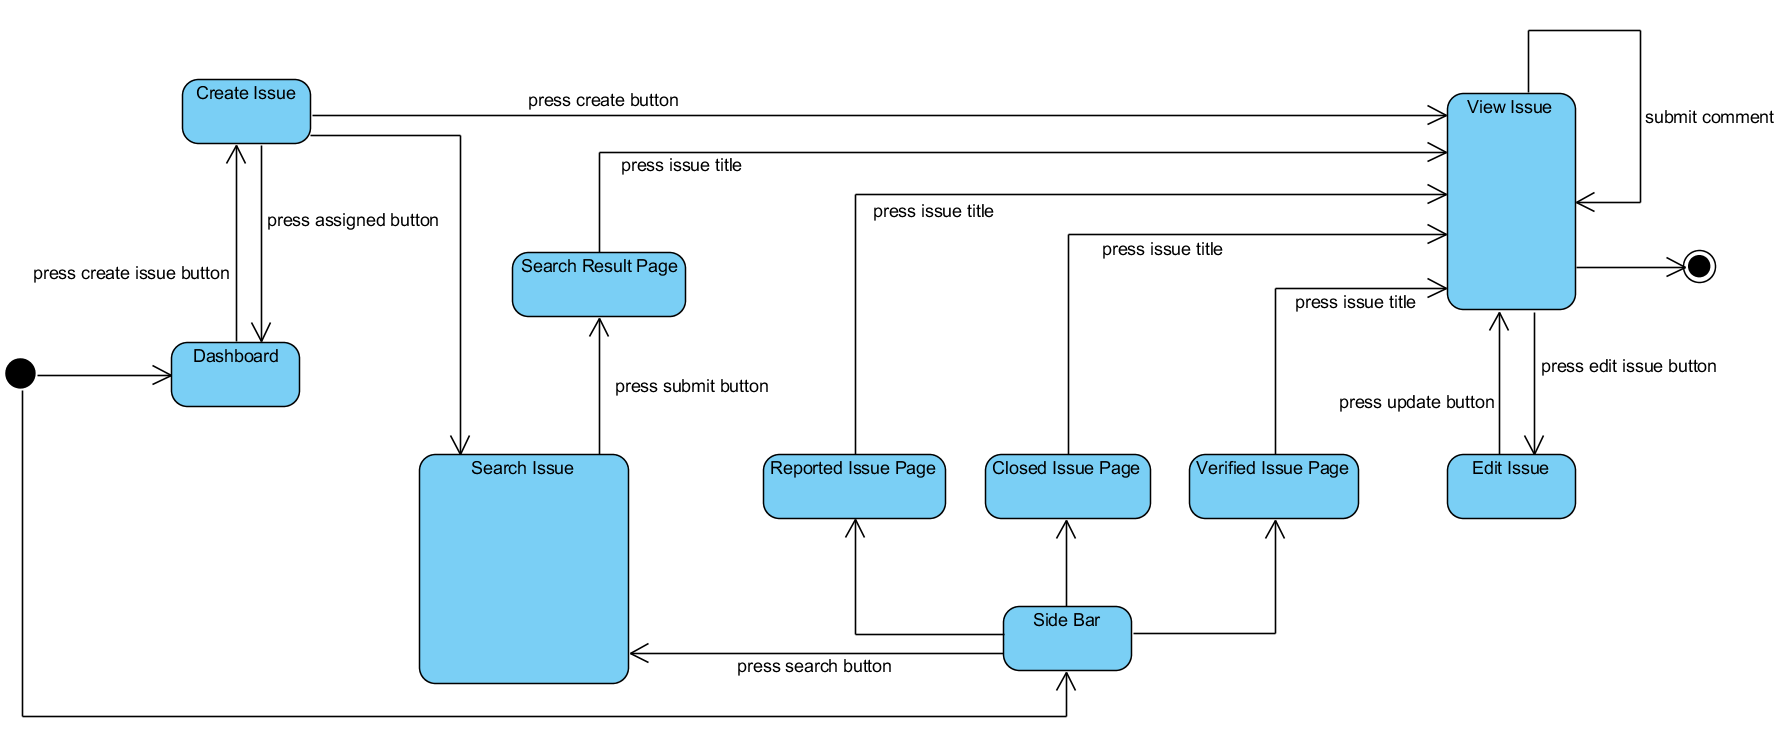 Create Issue
press create button
View Issue
submit comment
press issue title
press issue title
press assigned button
press issue title
Search Result Page
press create issue button
press issue title
Dashboard
press edit issue button
press submit button
press update button
Search Issue
Reported Issue Page
Closed Issue Page
Verified Issue Page
Edit Issue
Side Bar
press search button